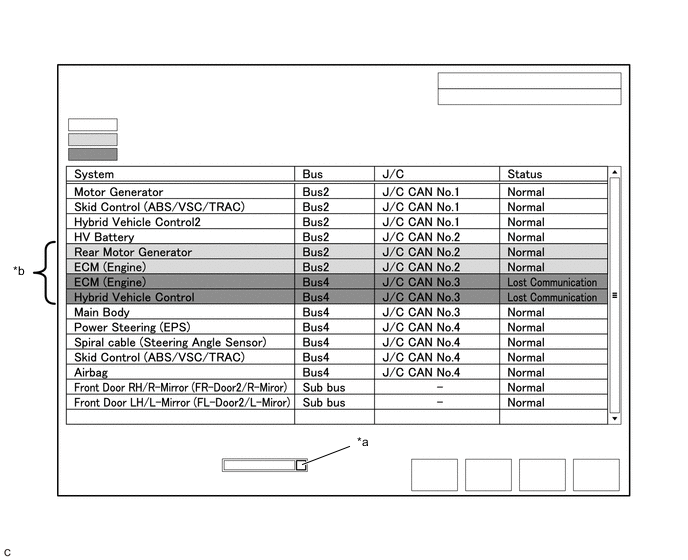 System Bus J/C Status
Motor Generator Bus2 J/C CAN No.1 Normal
Skid Control (ABS/VSC/TRAC) Bus2 J/C CAN No.1 Normal
Hybrid Vehicle Control2 Bus2 J/C CAN No.1 Normal
HV Battery Bus2 J/C CAN No.2 Normal
Rear Motor Generator Bus2 J/C CAN No.2 Normal
ECM (Engine) Bus2 J/C CAN No.2 Normal
*b
ECM (Engine) Bus4 J/C CAN No.3 Lost Communication
Hybrid Vehicle Control Bus4 J/C CAN No.3 Lost Communication
Main Body Bus4 J/C CAN No.3 Normal
Power Steering (EPS) Bus4 J/C CAN No.4 Normal
Spiral cable (Steering Angle Sensor) Bus4 J/C CAN No.4 Normal
Skid Control (ABS/VSC/TRAC) Bus4 J/C CAN No.4 Normal
Airbag Bus4 J/C CAN No.4 Normal
Front Door RH/R-Mirror (FR-Door2/R-Miror) Sub bus - Normal
Front Door LH/L-Mirror (FL-Door2/L-Miror) Sub bus - Normal
*a
C